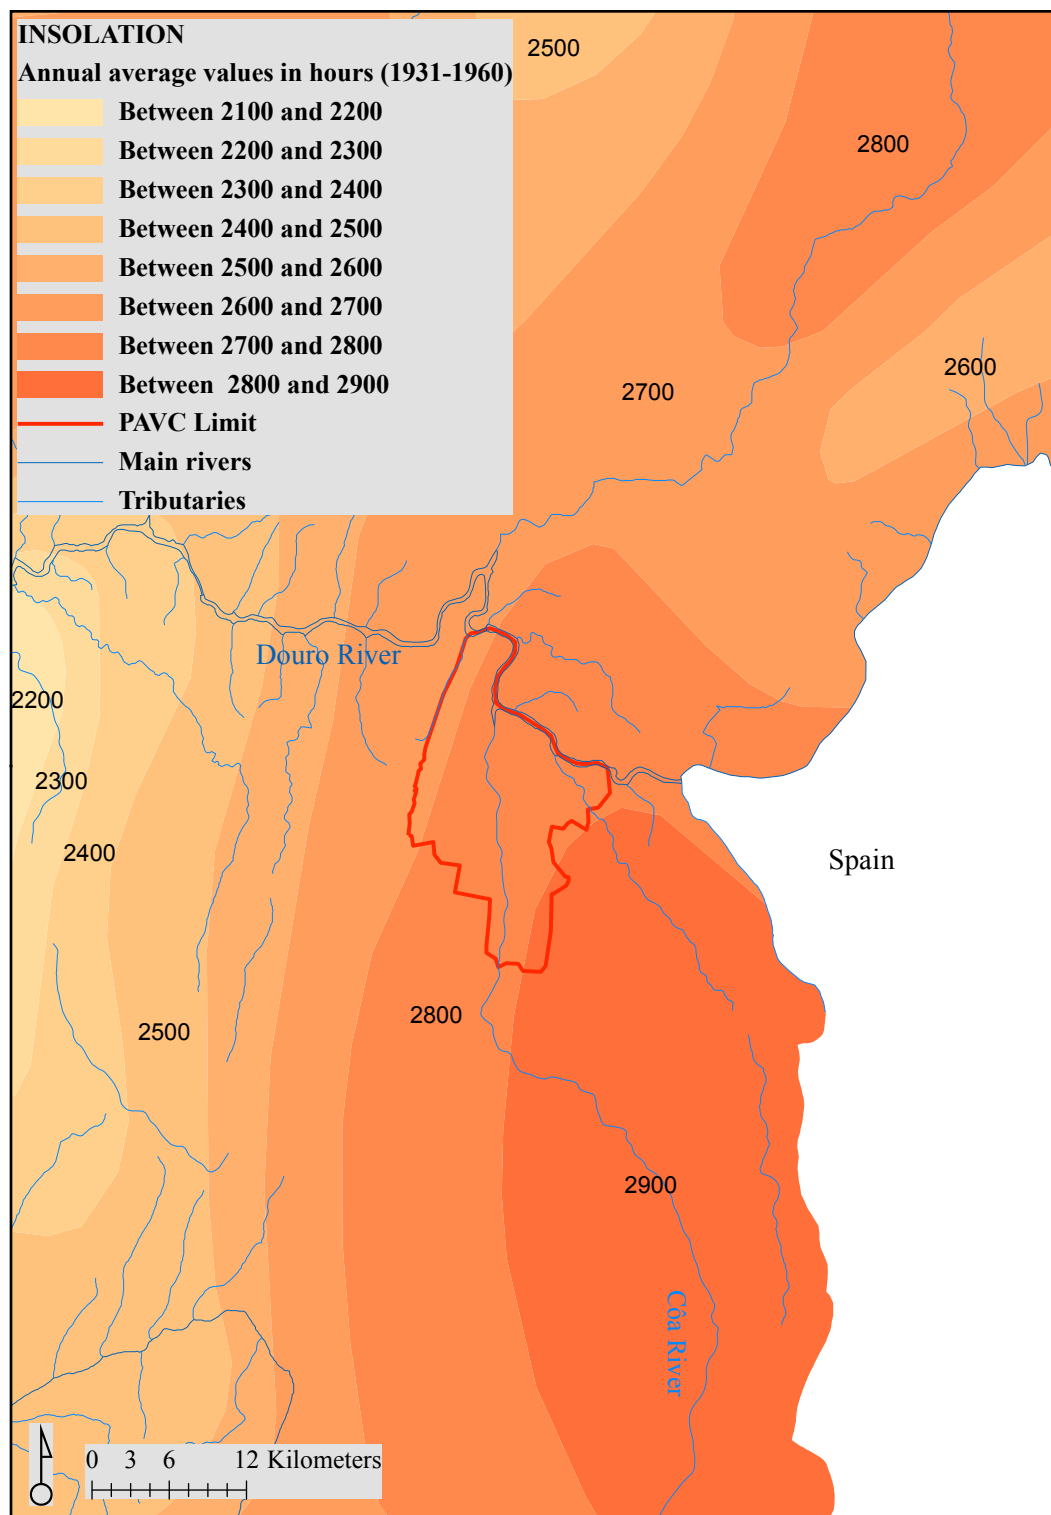 INSOLATION
Annual average values in hours (1931-1960)
Between 2100 and 2200
Between 2200 and 2300
Between 2300 and 2400
Between 2400 and 2500
Between 2500 and 2600
Between 2600 and 2700
Between 2700 and 2800
Between 2800 and 2900
PAVC Limit
Main rivers
Tributaries
2500
2800
2600
2700
Douro River
2200
2300
2400
Spain
2800
2500
2900
Côa River
0 3 6 12 Kilometers